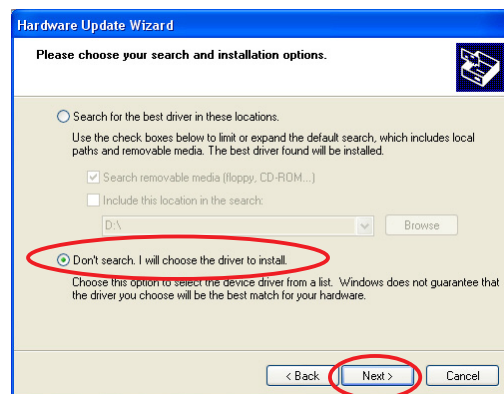 Hardware Update Wizard
Please choose your search and installation options.
Search for the best driver in these locations.
Use the check boxes below to limit or expand the default search, which includes local
paths and removable media. The best driver found will be installed.
Search removable media (floppy, CD-ROM...)
Include this location in the search:
D:\
Browse
Don't search. I will choose the driver to install.
Choose this option to select the device driver from a list. Windows does not guarantee that
the driver you choose will be the best match for your hardware.
< Back
Next >
Cancel